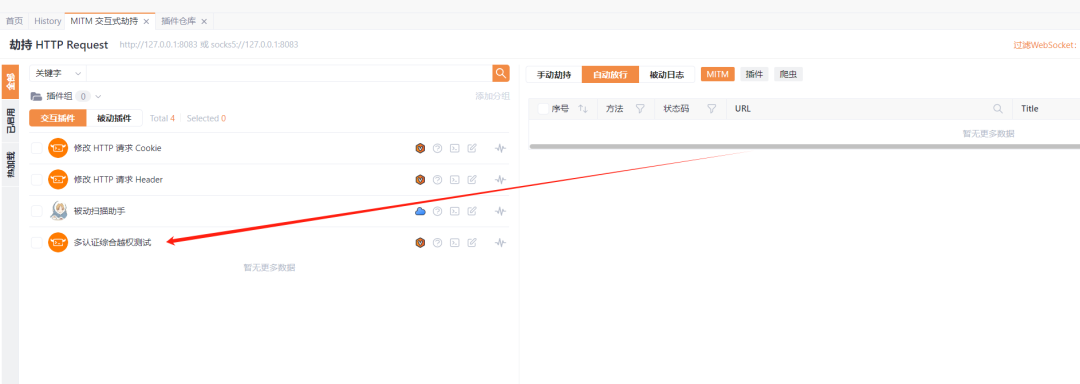 首页 History MITM 交互式劫持 × 插件仓库 ×
劫持 HTTP Request http://127.0.0.1:8083 或 socks5://127.0.0.1:8083 过滤WebSocket:
全部
已启用
热加载
关键字
插件组 0 添加分组
交互插件 被动插件 Total 4 Selected 0
修改 HTTP 请求 Cookie
修改 HTTP 请求 Header
被动扫描助手
多认证综合越权测试
暂无更多数据
手动劫持 自动放行 被动日志 MITM 插件 爬虫
序号 方法 状态码 URL Title
暂无更多数据